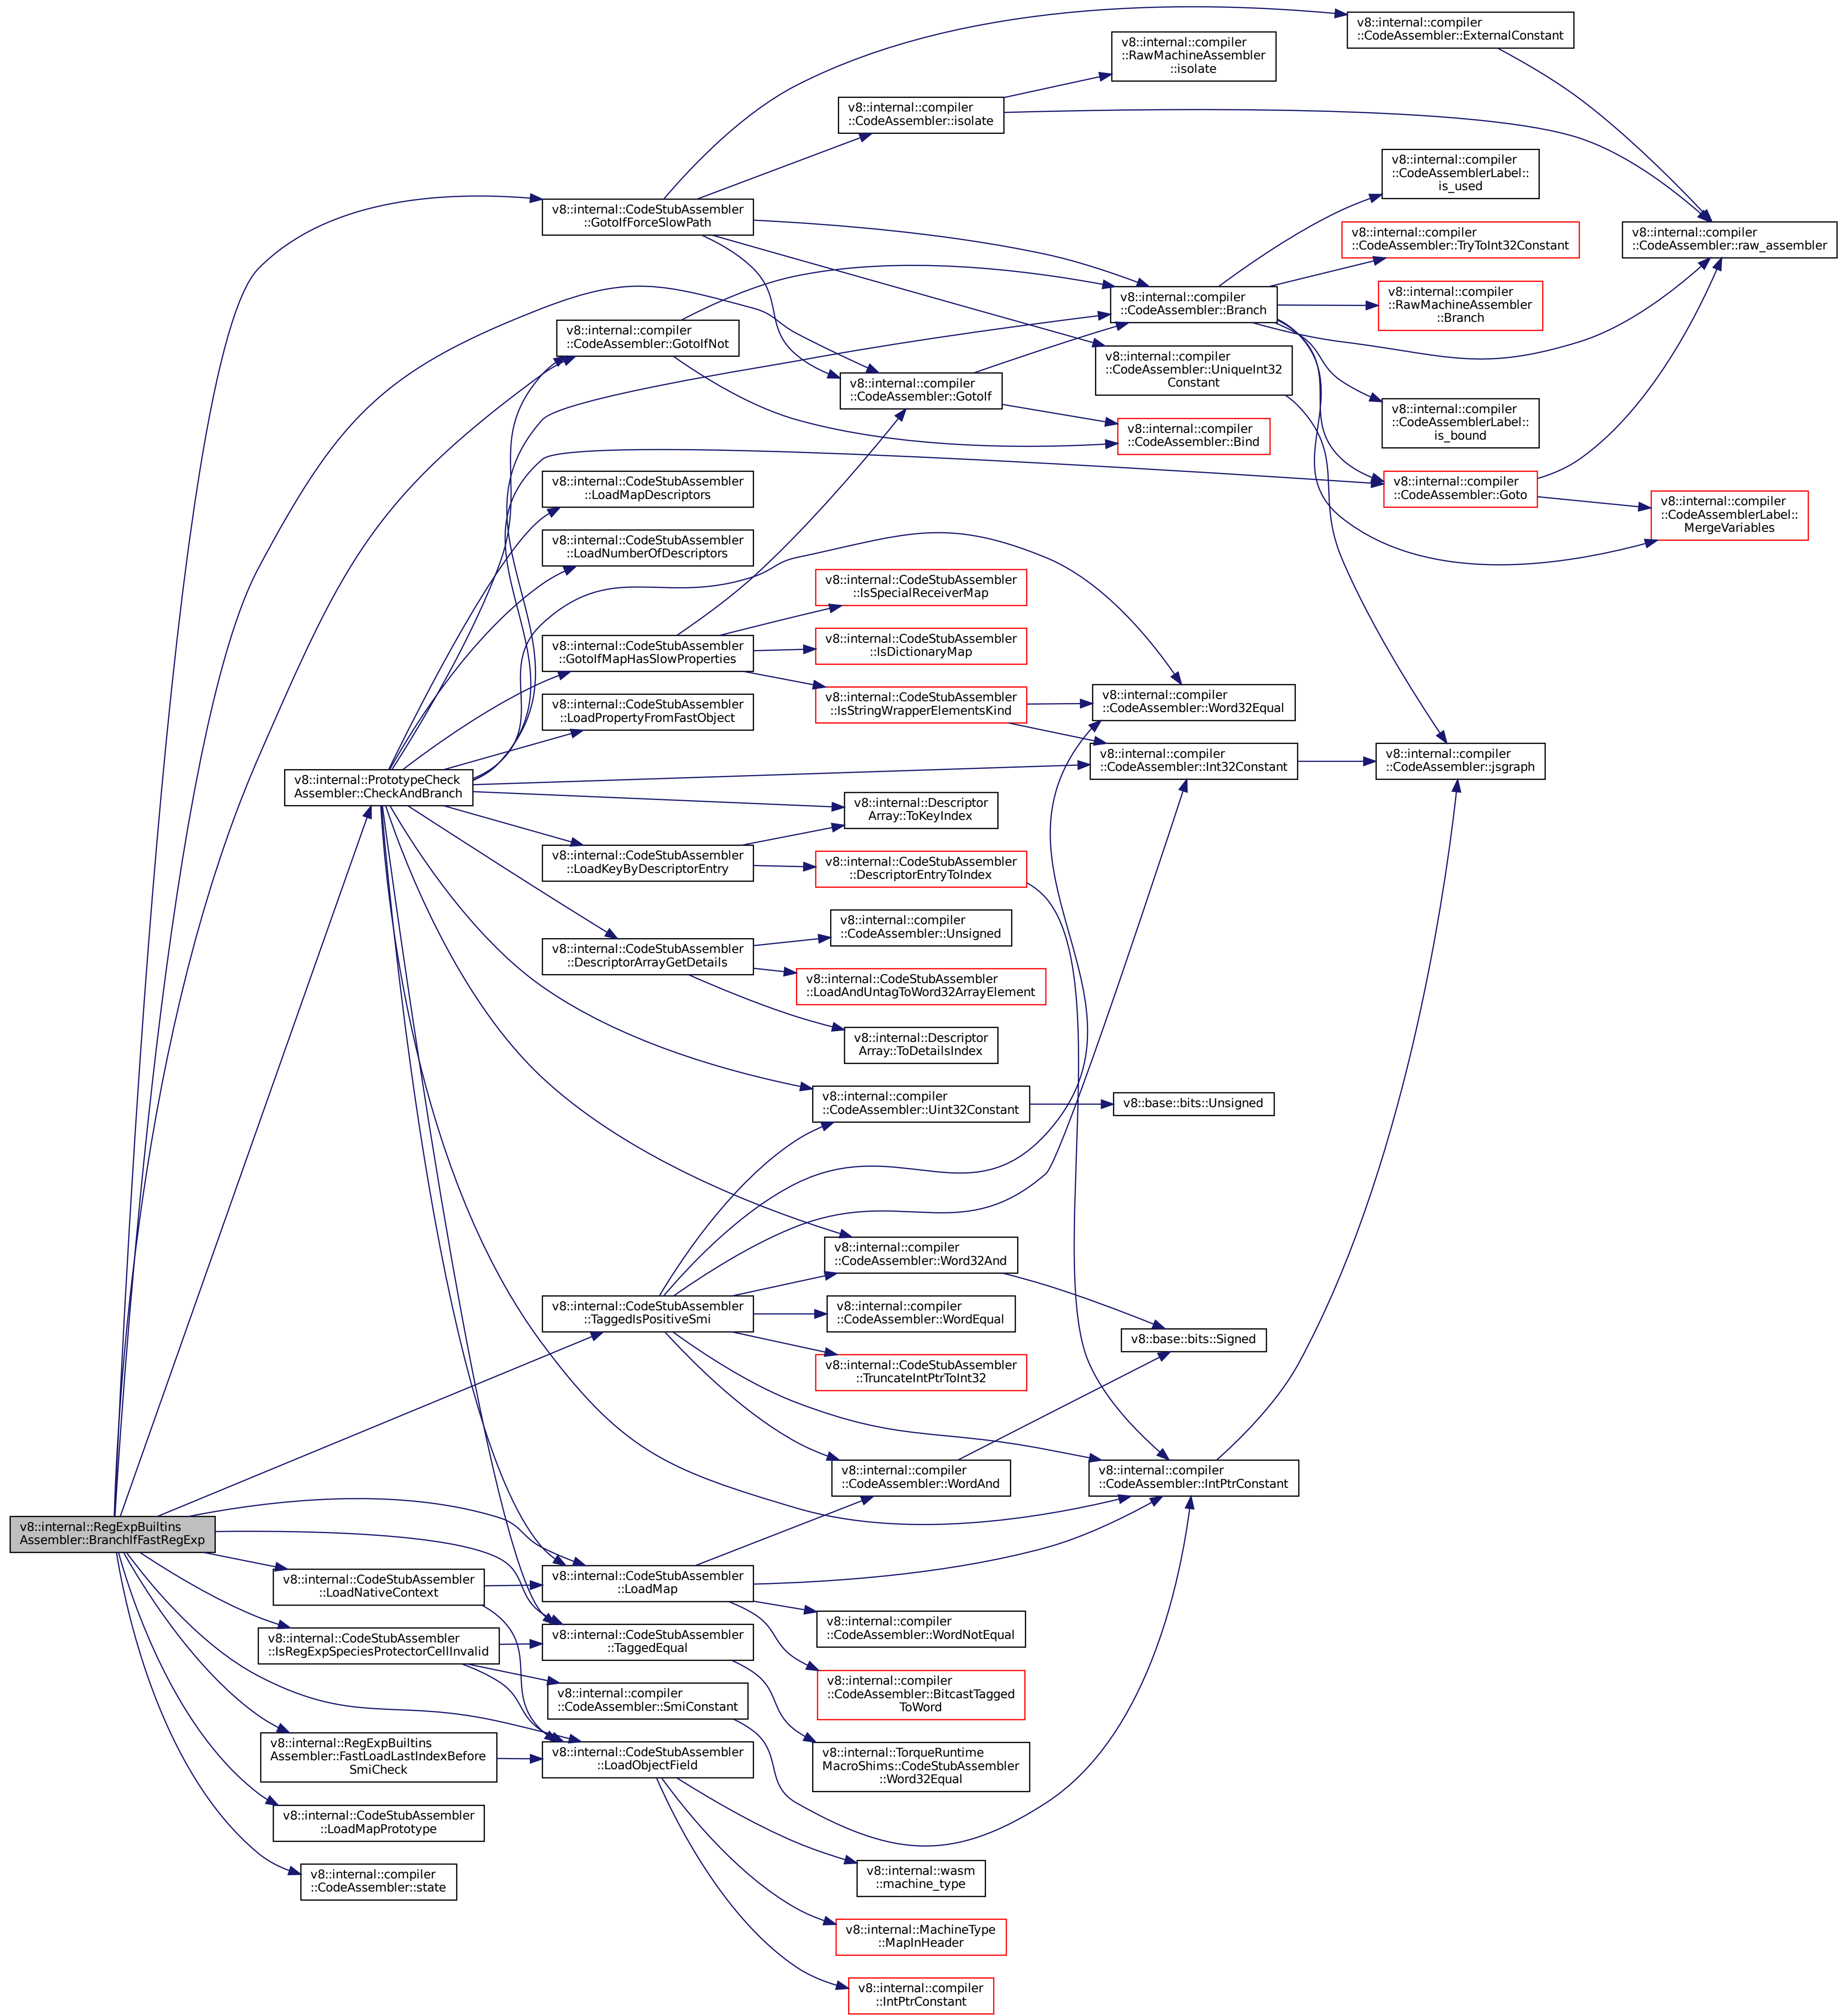 v8::internal::compiler
::CodeAssembler::ExternalConstant
v8::internal::compiler
::RawMachineAssembler
::isolate
v8::internal::compiler
::CodeAssembler::isolate
v8::internal::compiler
::CodeAssemblerLabel::
is_used
v8::internal::CodeStubAssembler
::GotoIfForceSlowPath
v8::internal::compiler
::CodeAssembler::TryToInt32Constant
v8::internal::compiler
::CodeAssembler::raw_assembler
v8::internal::compiler
::CodeAssembler::Branch
v8::internal::compiler
::RawMachineAssembler
::Branch
v8::internal::compiler
::CodeAssembler::GotoIfNot
v8::internal::compiler
::CodeAssembler::UniqueInt32
Constant
v8::internal::compiler
::CodeAssembler::GotoIf
v8::internal::compiler
::CodeAssemblerLabel::
is_bound
v8::internal::compiler
::CodeAssembler::Bind
v8::internal::CodeStubAssembler
::LoadMapDescriptors
v8::internal::compiler
::CodeAssembler::Goto
v8::internal::compiler
::CodeAssemblerLabel::
MergeVariables
v8::internal::CodeStubAssembler
::LoadNumberOfDescriptors
v8::internal::CodeStubAssembler
::IsSpecialReceiverMap
v8::internal::CodeStubAssembler
::GotoIfMapHasSlowProperties
v8::internal::CodeStubAssembler
::IsDictionaryMap
v8::internal::CodeStubAssembler
::IsStringWrapperElementsKind
v8::internal::compiler
::CodeAssembler::Word32Equal
v8::internal::CodeStubAssembler
::LoadPropertyFromFastObject
v8::internal::compiler
::CodeAssembler::Int32Constant
v8::internal::compiler
::CodeAssembler::jsgraph
v8::internal::PrototypeCheck
Assembler::CheckAndBranch
v8::internal::Descriptor
Array::ToKeyIndex
v8::internal::CodeStubAssembler
::LoadKeyByDescriptorEntry
v8::internal::CodeStubAssembler
::DescriptorEntryToIndex
v8::internal::compiler
::CodeAssembler::Unsigned
v8::internal::CodeStubAssembler
::DescriptorArrayGetDetails
v8::internal::CodeStubAssembler
::LoadAndUntagToWord32ArrayElement
v8::internal::Descriptor
Array::ToDetailsIndex
v8::internal::compiler
::CodeAssembler::Uint32Constant
v8::base::bits::Unsigned
v8::internal::compiler
::CodeAssembler::Word32And
v8::internal::CodeStubAssembler
::TaggedIsPositiveSmi
v8::internal::compiler
::CodeAssembler::WordEqual
v8::base::bits::Signed
v8::internal::CodeStubAssembler
::TruncateIntPtrToInt32
v8::internal::compiler
::CodeAssembler::WordAnd
v8::internal::compiler
::CodeAssembler::IntPtrConstant
v8::internal::RegExpBuiltins
Assembler::BranchIfFastRegExp
v8::internal::CodeStubAssembler
::LoadNativeContext
v8::internal::CodeStubAssembler
::LoadMap
v8::internal::compiler
::CodeAssembler::WordNotEqual
v8::internal::CodeStubAssembler
::IsRegExpSpeciesProtectorCellInvalid
v8::internal::CodeStubAssembler
::TaggedEqual
v8::internal::compiler
::CodeAssembler::BitcastTagged
ToWord
v8::internal::compiler
::CodeAssembler::SmiConstant
v8::internal::RegExpBuiltins
Assembler::FastLoadLastIndexBefore
SmiCheck
v8::internal::CodeStubAssembler
::LoadObjectField
v8::internal::TorqueRuntime
MacroShims::CodeStubAssembler
::Word32Equal
v8::internal::CodeStubAssembler
::LoadMapPrototype
v8::internal::compiler
::CodeAssembler::state
v8::internal::wasm
::machine_type
v8::internal::MachineType
::MapInHeader
v8::internal::compiler
::IntPtrConstant